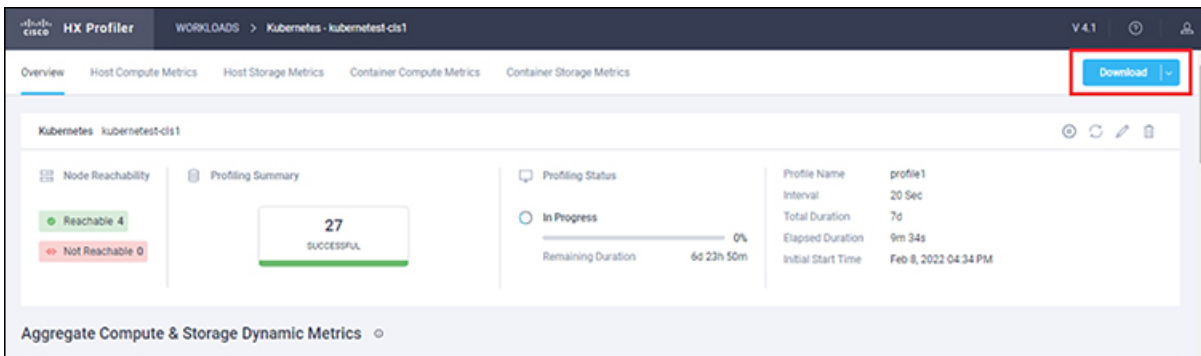 cisco HX Profiler WORKLOADS > Kubernetes - kubernetest-cls1 V 4.1
Overview Host Compute Metrics Host Storage Metrics Container Compute Metrics Container Storage Metrics Download
Kubernetes kubernetest-cls1
Node Reachability Profiling Summary Profiling Status Profile Name profile1
Interval 20 Sec
Reachable 4 27 In Progress Total Duration 7d
SUCCESSFUL 0% Elapsed Duration 9m 34s
Not Reachable 0 Remaining Duration 6d 23h 50m Initial Start Time Feb 8, 2022 04:34 PM
Aggregate Compute & Storage Dynamic Metrics